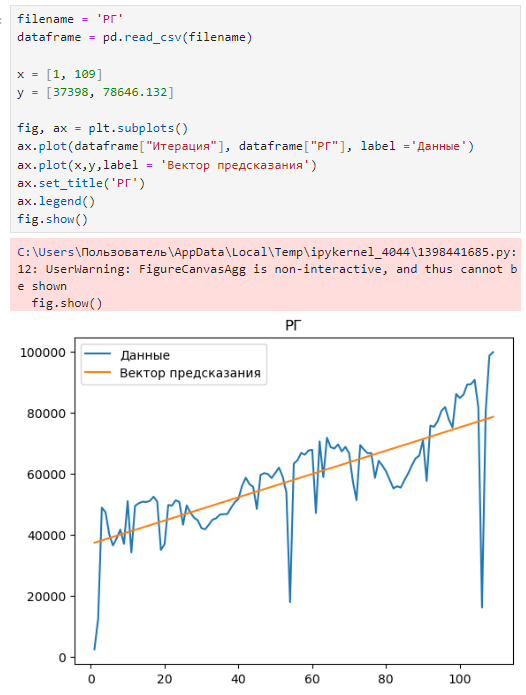 filename = 'РГ'
dataframe = pd.read_csv(filename)
x = [1, 109]
y = [37398, 78646.132]
fig, ax = plt.subplots()
ax.plot(dataframe["Итерация"], dataframe["РГ"], label ='Данные')
ax.plot(x,y,label = 'Вектор предсказания')
ax.set_title('РГ')
ax.legend()
fig.show()
C:\Users\Пользователь\AppData\Local\Temp\ipykernel_4044\1398441685.py:
12: UserWarning: FigureCanvasAgg is non-interactive, and thus cannot b
e shown
fig.show()
РГ
Данные
Вектор предсказания
100000
80000
60000
40000
20000
0
0 20 40 60 80 100